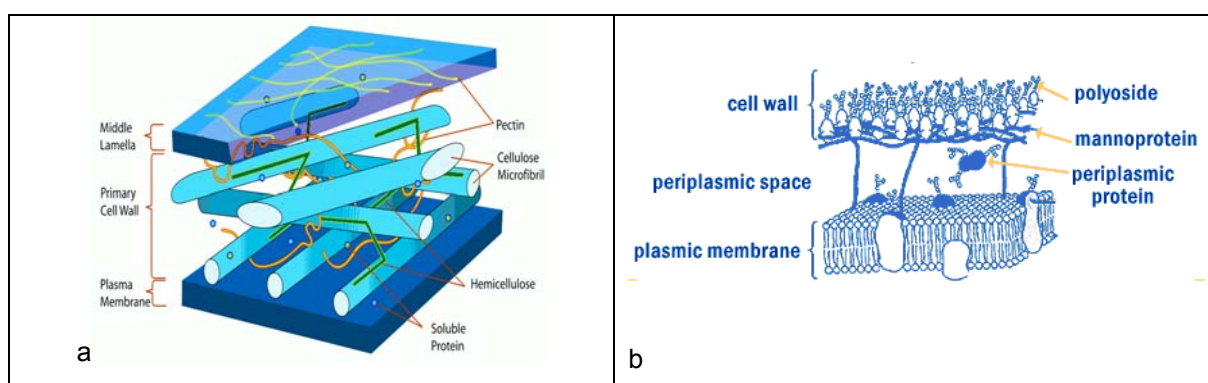 Middle
Lamella
Pectin
Cellulose
Microfibril
Primary
Cell Wall
Plasma
Membrane
Hemicellulose
Soluble
Protein
a
cell wall
polyoside
mannoprotein
periplasmic space
periplasmic
protein
plasmic membrane
b